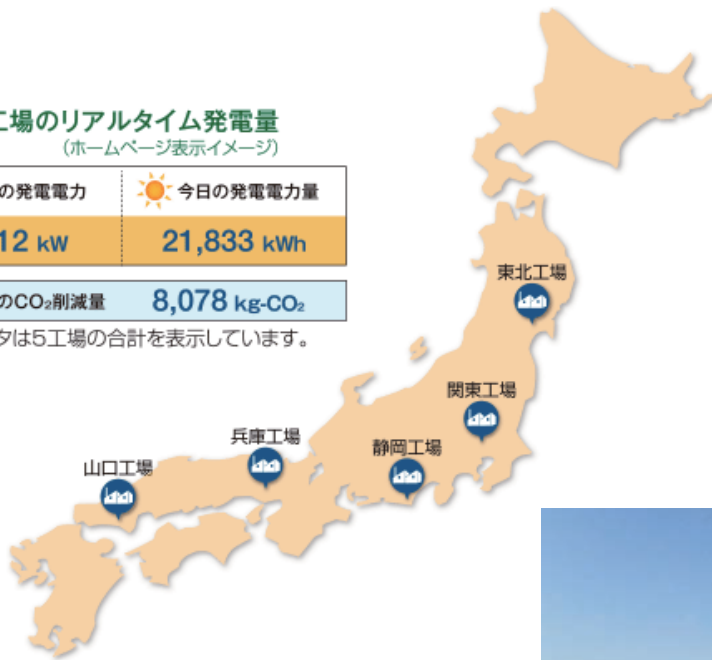 工場のリアルタイム発電量
(ホームページ表示イメージ)
の発電電力
今日の発電電力量
12 kW
21,833 kWh
のCO₂削減量
8,078 kg-CO₂
タは5工場の合計を表示しています。
東北工場
関東工場
静岡工場
兵庫工場
山口工場